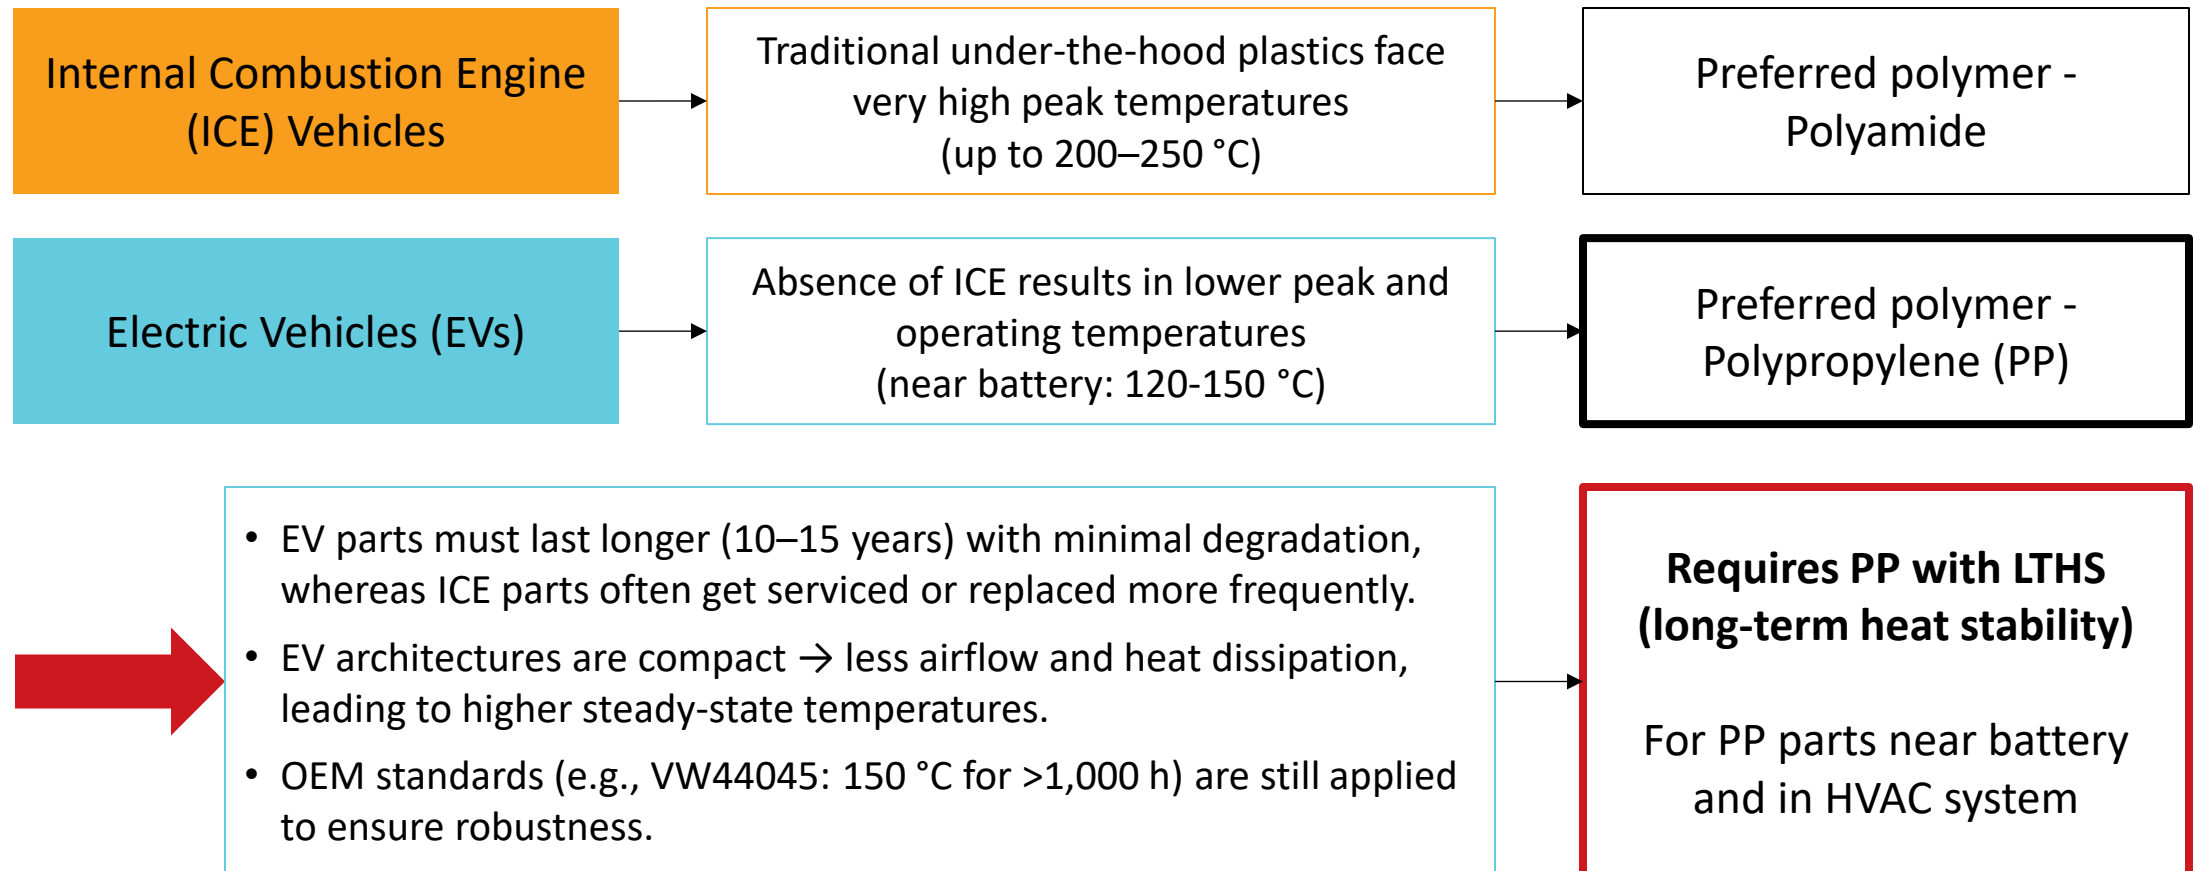 Internal Combustion Engine
(ICE) Vehicles
Traditional under-the-hood plastics face
very high peak temperatures
(up to 200–250 °C)
Preferred polymer -
Polyamide
Electric Vehicles (EVs)
Absence of ICE results in lower peak and
operating temperatures
(near battery: 120-150 °C)
Preferred polymer -
Polypropylene (PP)
• EV parts must last longer (10–15 years) with minimal degradation,
whereas ICE parts often get serviced or replaced more frequently.
• EV architectures are compact → less airflow and heat dissipation,
leading to higher steady-state temperatures.
• OEM standards (e.g., VW44045: 150 °C for >1,000 h) are still applied
to ensure robustness.
Requires PP with LTHS
(long-term heat stability)
For PP parts near battery
and in HVAC system